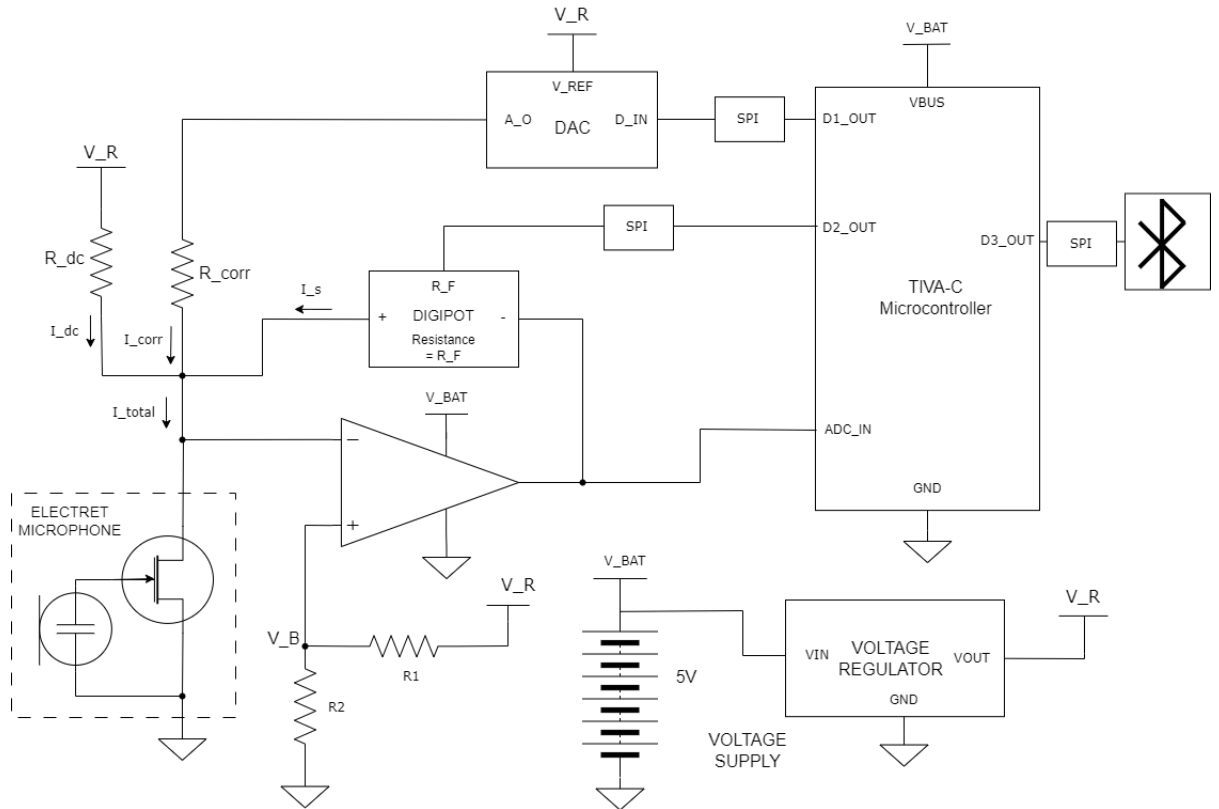 V_R
V_BAT
V_REF
DAC
A_O
D_IN
SPI
VBUS
D1_OUT
V_R
R_dc
R_corr
I_dc
I_corr
I_s
R_F
DIGIPOT
+
-
Resistance
= R_F
SPI
D2_OUT
D3_OUT
SPI
TIVA-C
Microcontroller
I_total
V_BAT
−
+
ADC_IN
GND
ELECTRET
MICROPHONE
V_B
V_R
R1
R2
V_BAT
5V
VOLTAGE
SUPPLY
VIN
VOLTAGE
REGULATOR
VOUT
GND
V_R